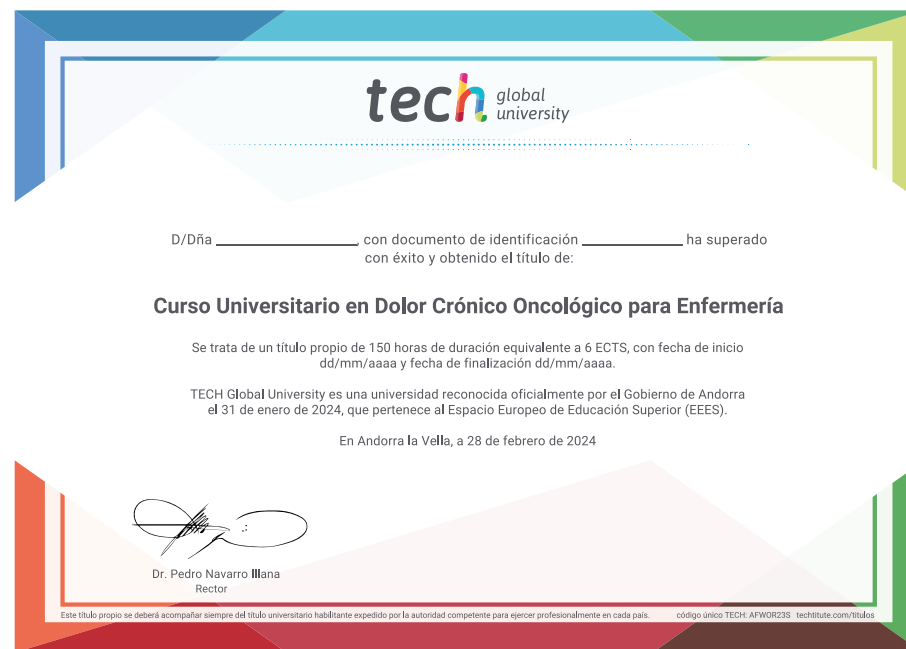 tech global university
D/Dña ____________________, con documento de identificación ______________ ha superado
con éxito y obtenido el título de:
Curso Universitario en Dolor Crónico Oncológico para Enfermería
Se trata de un título propio de 150 horas de duración equivalente a 6 ECTS, con fecha de inicio
dd/mm/aaaa y fecha de finalización dd/mm/aaaa.
TECH Global University es una universidad reconocida oficialmente por el Gobierno de Andorra
el 31 de enero de 2024, que pertenece al Espacio Europeo de Educación Superior (EEES).
En Andorra la Vella, a 28 de febrero de 2024
Dr. Pedro Navarro Illana
Rector
Este título propio se deberá acompañar siempre del título universitario habilitante expedido por la autoridad competente para ejercer profesionalmente en cada país. código único TECH: AFWOR23S techtitute.com/titulos